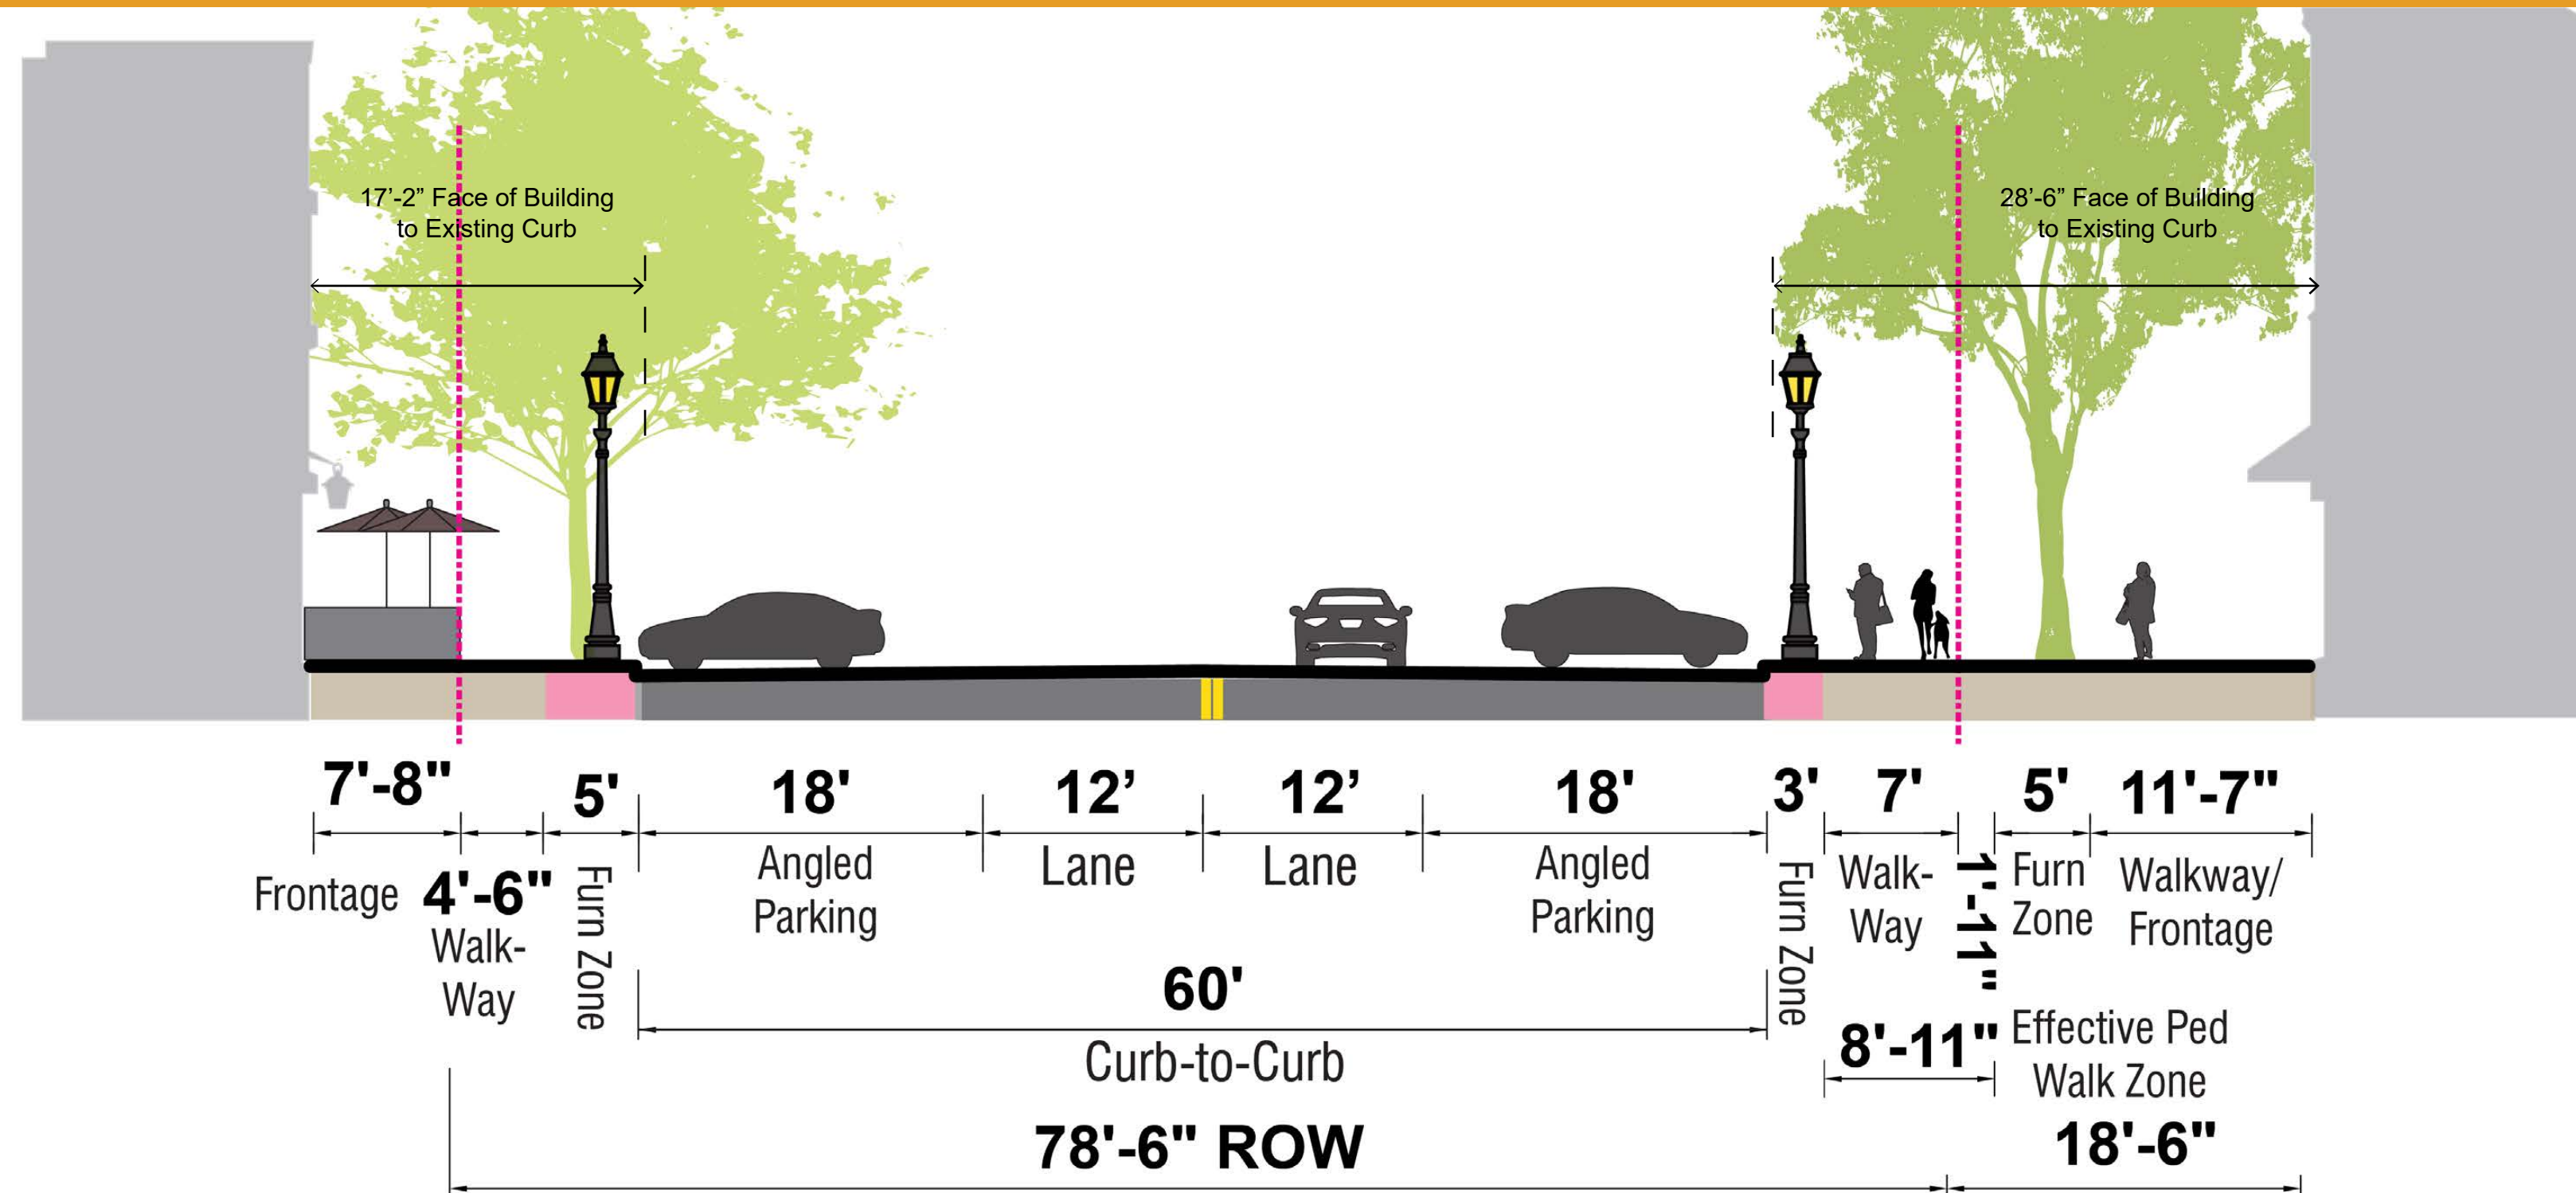 17’-2” Face of Building
to Existing Curb
28’-6” Face of Building
to Existing Curb
7'-8"
5'
18'
12’
12’
18'
3'
7'
5'
11'-7"
Frontage
4'-6"
Walk-
Way
Furn Zone
Angled
Parking
Lane
Lane
Angled
Parking
Furn Zone
Walk-
Way
1'-11"
Furn
Zone
Walkway/
Frontage
60'
Curb-to-Curb
8'-11"
Effective Ped
Walk Zone
78'-6" ROW
18'-6"